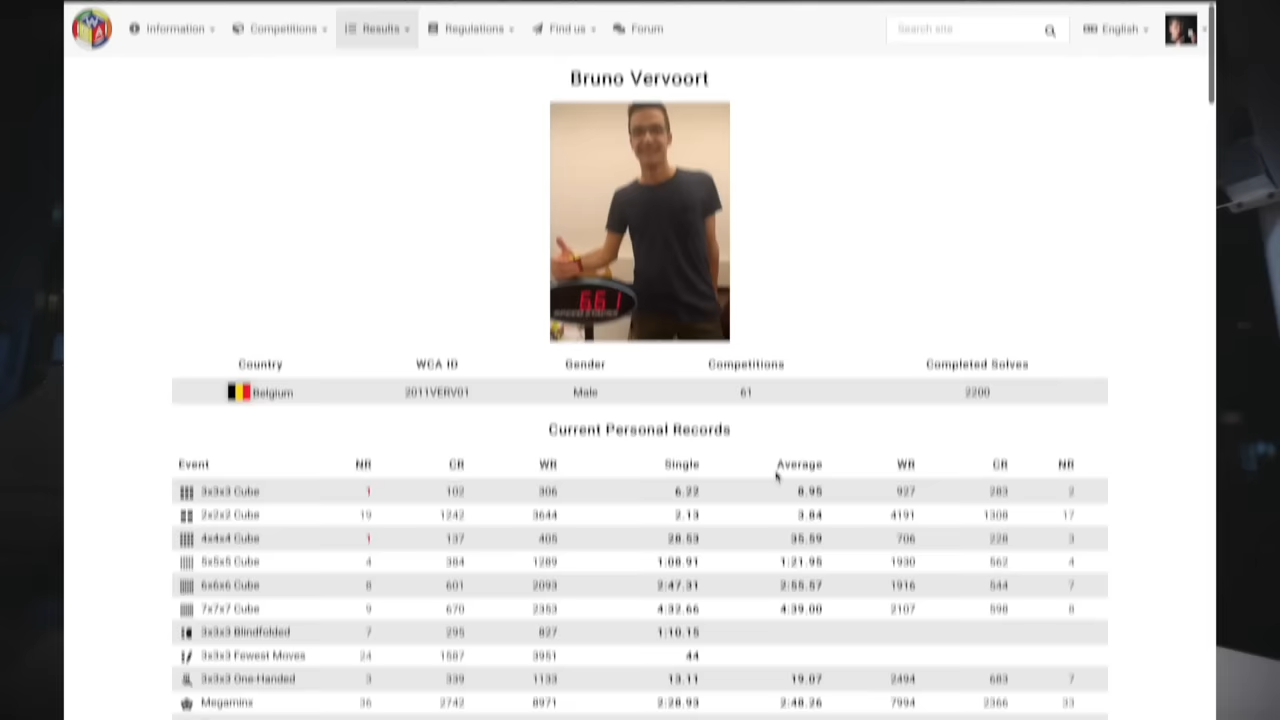 Information Competitions Results Regulations Find us Forum Search site English
Bruno Vervoort
6.61
Country WCA ID Gender Competitions Completed Solves
Belgium 2011VERV01 Male 61 2200
Current Personal Records
Event NR CR WR Single Average WR CR NR
3x3x3 Cube 1 102 306 6.22 8.95 927 283 2
2x2x2 Cube 19 1242 3644 2.13 3.84 4191 1308 17
4x4x4 Cube 1 137 405 28.53 35.59 706 228 3
5x5x5 Cube 4 384 1289 1:08.91 1:21.95 1930 562 4
6x6x6 Cube 8 601 2093 2:47.31 2:55.57 1916 544 7
7x7x7 Cube 9 670 2353 4:32.66 4:39.00 2107 598 8
3x3x3 Blindfolded 7 295 827 1:10.15
3x3x3 Fewest Moves 24 1587 3951 44
3x3x3 One-Handed 3 339 1133 13.11 19.07 2494 683 7
Megaminx 36 2742 8971 2:28.93 2:48.26 7994 2366 33